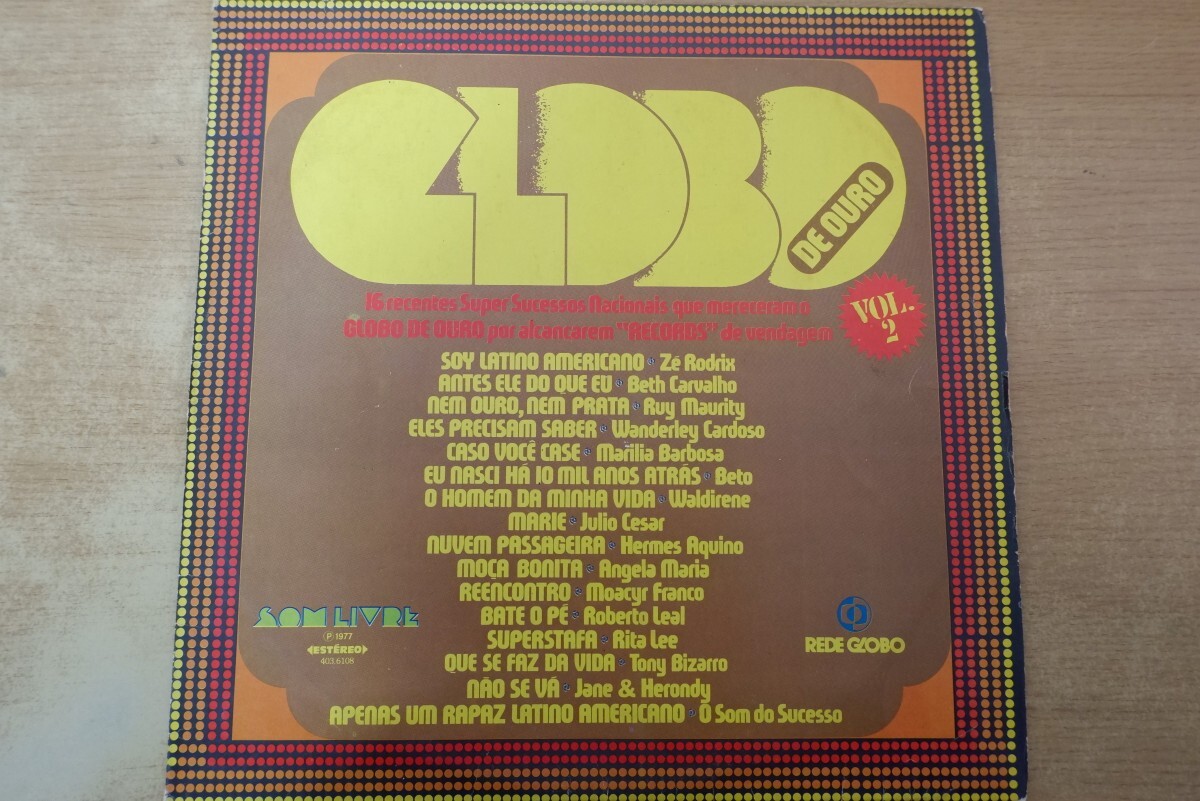 GLOBO
DE OURO
16 recentes Super Sucessos Nacionais que mereceram o
GLOBO DE OURO por alcançarem "RECORDS" de vendagem
VOL.
2
SOY LATINO AMERICANO • Zé Rodrix
ANTES ELE DO QUE EU • Beth Carvalho
NEM OURO, NEM PRATA • Ruy Maurity
ELES PRECISAM SABER • Wanderley Cardoso
CASO VOCÊ CASE • Marilia Barbosa
EU NASCI HÁ 10 MIL ANOS ATRÁS • Beto
O HOMEM DA MINHA VIDA • Waldirene
MARIE • Julio Cesar
NUVEM PASSAGEIRA • Hermes Aquino
MOÇA BONITA • Angela Maria
REENCONTRO • Moacyr Franco
BATE O PÉ • Roberto Leal
SUPERSTAFA • Rita Lee
QUE SE FAZ DA VIDA • Tony Bizarro
NÃO SE VÁ • Jane & Herondy
APENAS UM RAPAZ LATINO AMERICANO • O Som do Sucesso
SOM LIVRE
℗ 1977
ESTÉREO
403.6108
REDE GLOBO